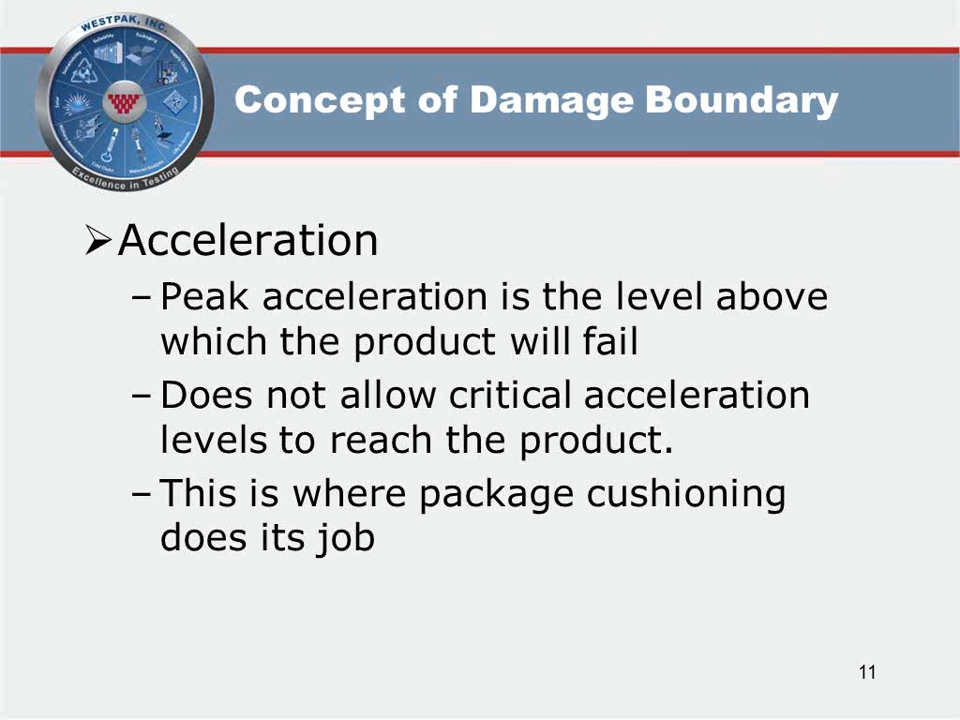 WESTPAK, INC.
Reliability
Packaging
Excellence in Testing
Concept of Damage Boundary
➢Acceleration
–Peak acceleration is the level above
which the product will fail
–Does not allow critical acceleration
levels to reach the product.
–This is where package cushioning
does its job
11